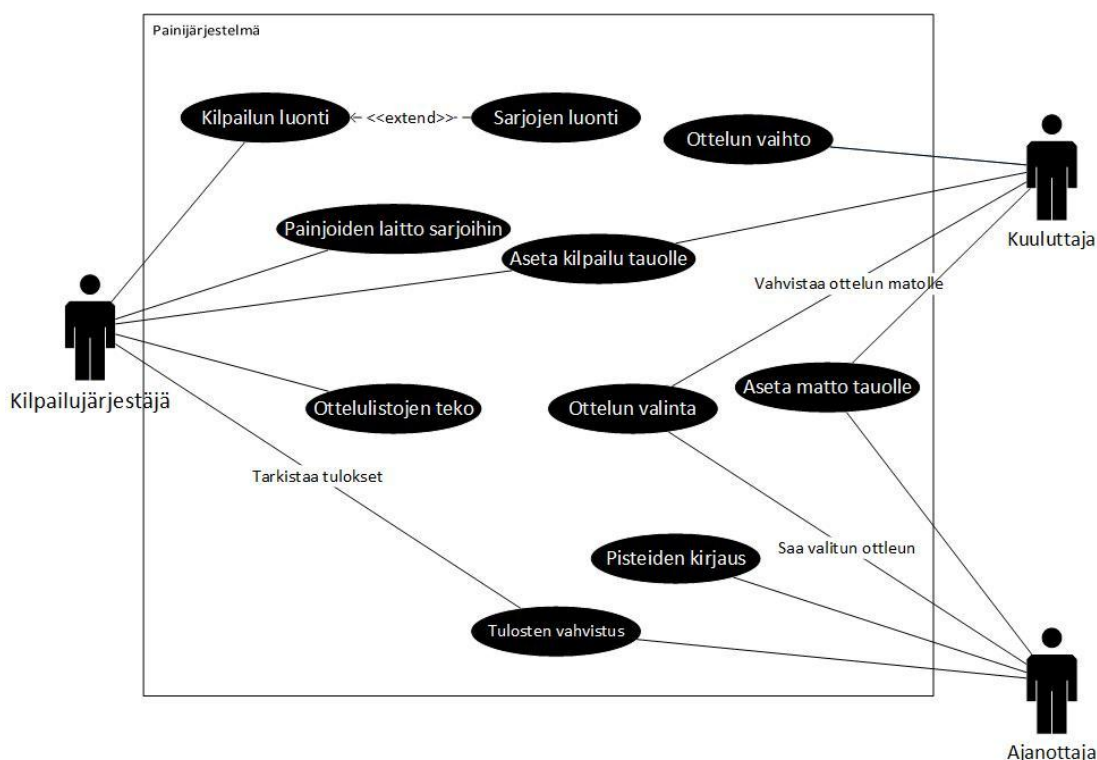 Painijärjestelmä
Kilpailun luonti
<<extend>>
Sarjojen luonti
Ottelun vaihto
Kuuluttaja
Painjoiden laitto sarjoihin
Aseta kilpailu tauolle
Vahvistaa ottelun matolle
Kilpailujärjestäjä
Ottelulistojen teko
Ottelun valinta
Aseta matto tauolle
Tarkistaa tulokset
Pisteiden kirjaus
Saa valitun ottleun
Tulosten vahvistus
Ajanottaja